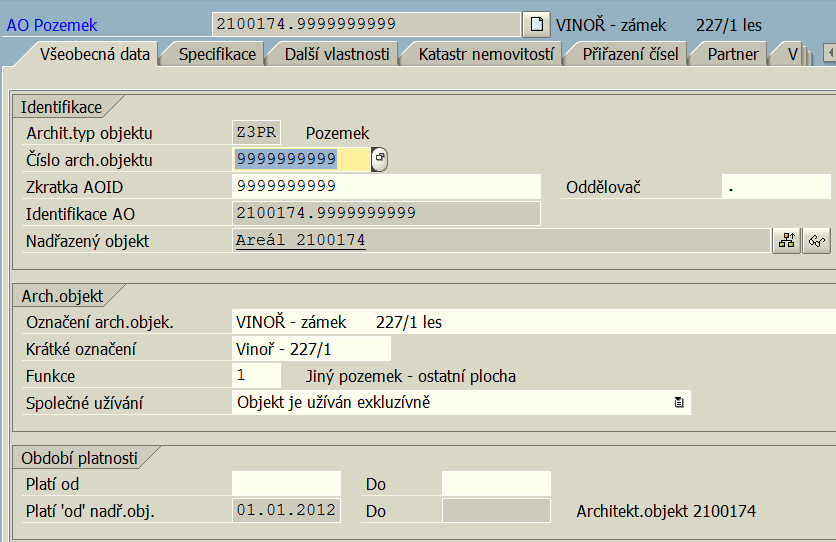 AO Pozemek 2100174.9999999999 VINOŘ - zámek 227/1 les
Všeobecná data Specifikace Další vlastnosti Katastr nemovitostí Přiřazení čísel Partner V
Identifikace
Archit.typ objektu Z3PR Pozemek
Číslo arch.objektu 9999999999
Zkratka AOID 9999999999 Oddělovač .
Identifikace AO 2100174.9999999999
Nadřazený objekt Areál 2100174
Arch.objekt
Označení arch.objek. VINOŘ - zámek 227/1 les
Krátké označení Vinoř - 227/1
Funkce 1 Jiný pozemek - ostatní plocha
Společné užívání Objekt je užíván exkluzívně
Období platnosti
Platí od Do
Platí 'od' nadř.obj. 01.01.2012 Do Architekt.objekt 2100174